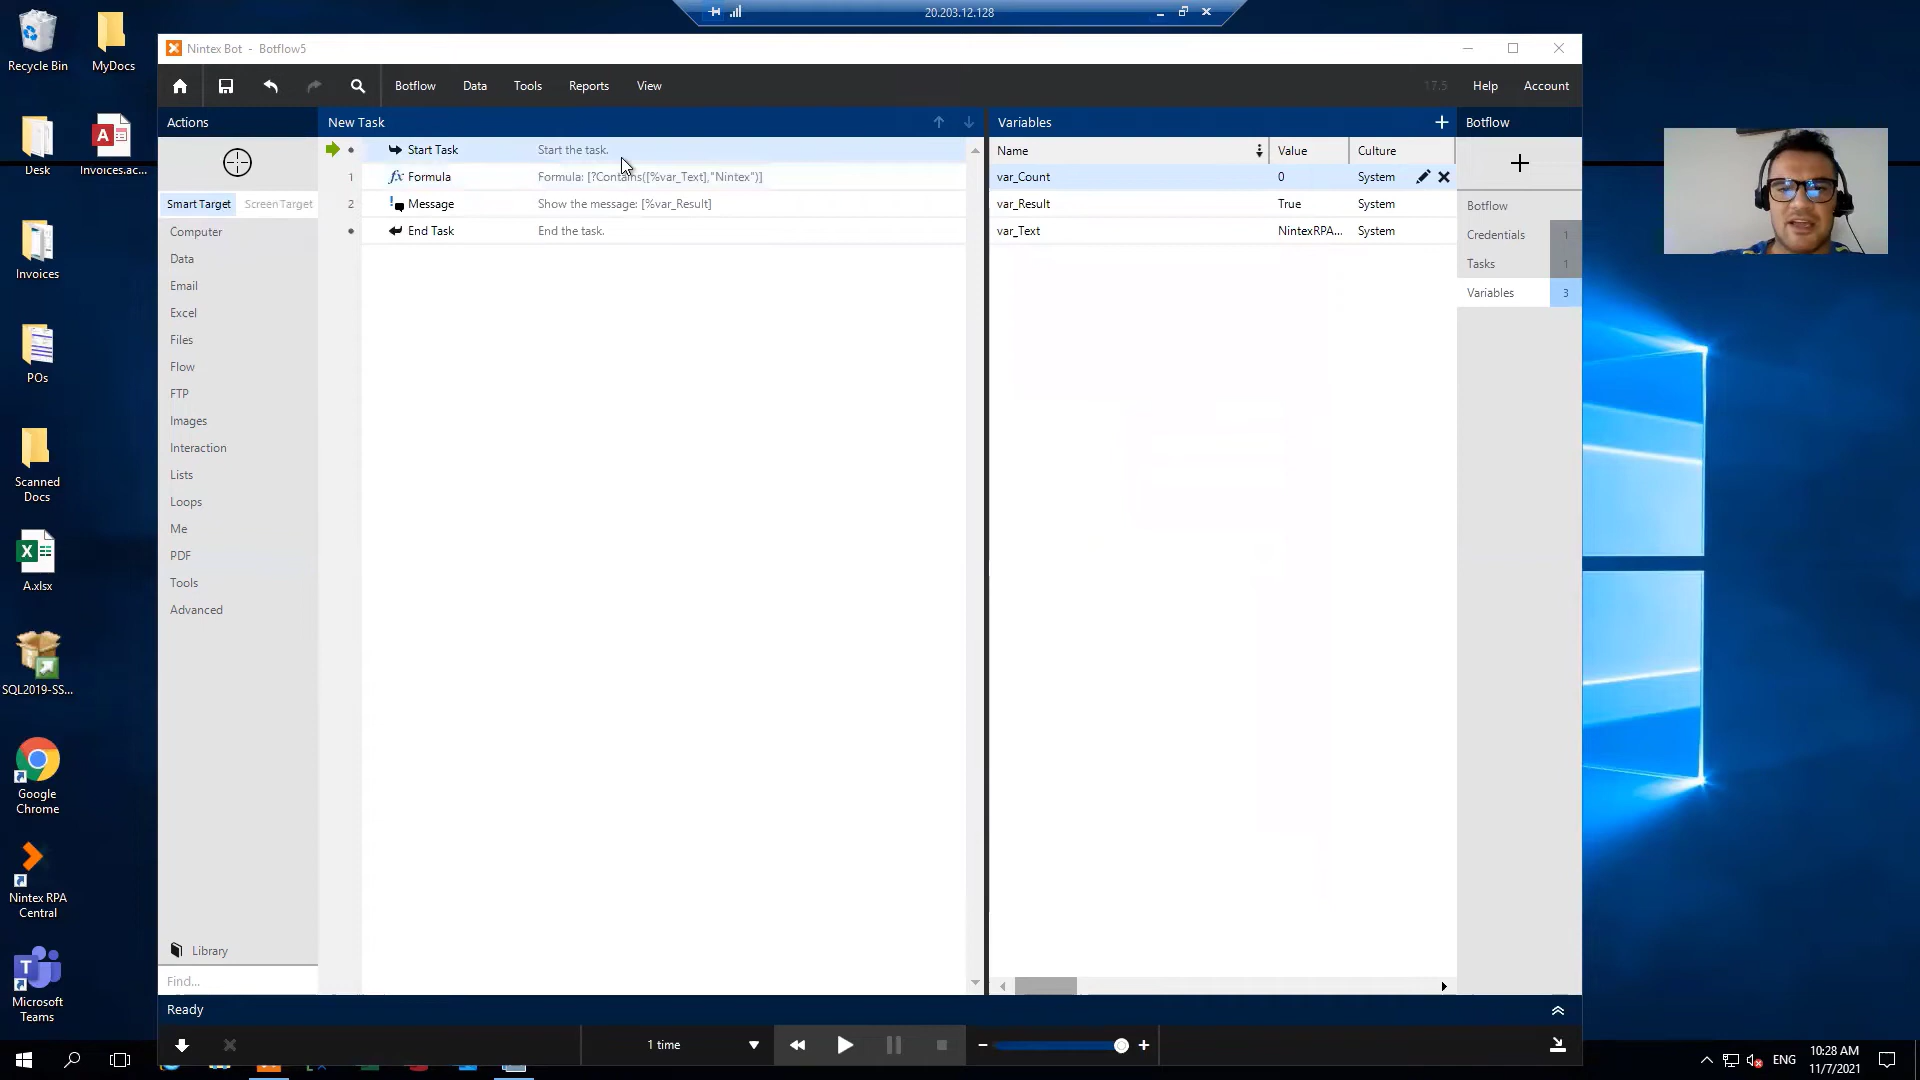 20.203.12.128
Recycle Bin
MyDocs
Desk
Invoices.ac...
Invoices
POs
Scanned
Docs
A.xlsx
SQL2019-SS...
Google
Chrome
Nintex RPA
Central
Microsoft
Teams
Nintex Bot - Botflow5
Botflow Data Tools Reports View 17.5 Help Account
Actions
Smart Target Screen Target
Computer
Data
Email
Excel
Files
Flow
FTP
Images
Interaction
Lists
Loops
Me
PDF
Tools
Advanced
Library
Find...
New Task
Start Task Start the task.
1 fx Formula Formula: [?Contains([%var_Text],"Nintex")]
2 Message Show the message: [%var_Result]
End Task End the task.
Variables
Name Value Culture
var_Count 0 System
var_Result True System
var_Text NintexRPA... System
Botflow
Botflow
Credentials 1
Tasks 1
Variables 3
Ready
1 time
ENG
10:28 AM
11/7/2021